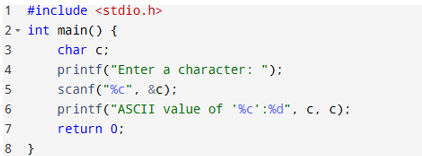 1 #include <stdio.h>
2 int main() {
3     char c;
4     printf("Enter a character: ");
5     scanf("%c", &c);
6     printf("ASCII value of '%c':%d", c, c);
7     return 0;
8 }